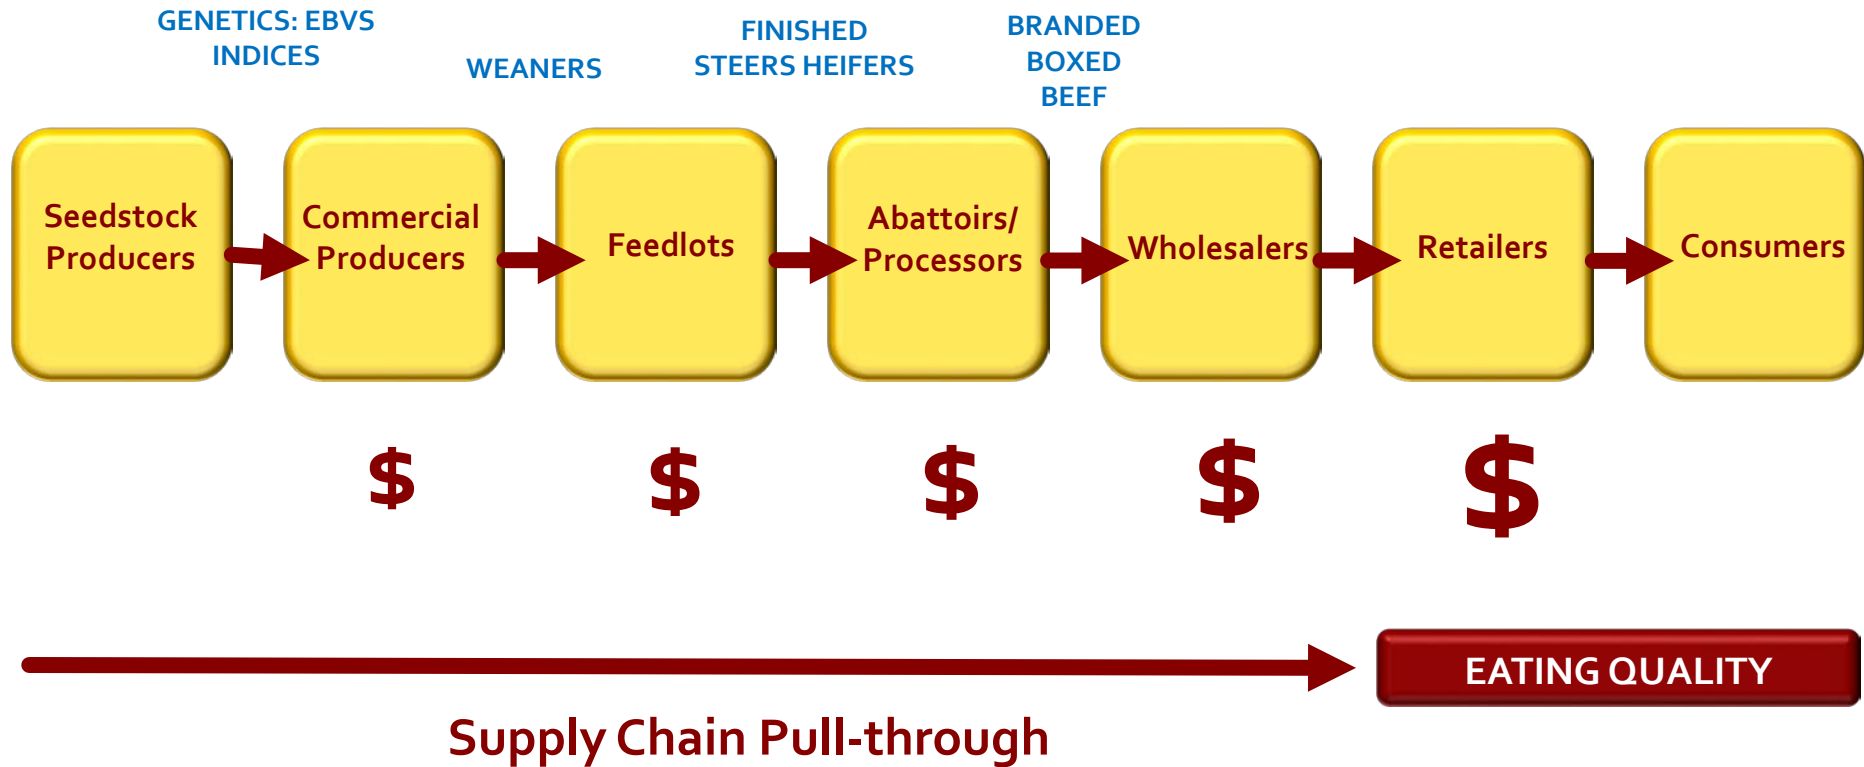 GENETICS: EBVS
INDICES
WEANERS
FINISHED
STEERS HEIFERS
BRANDED
BOXED
BEEF
Seedstock
Producers
Commercial
Producers
Feedlots
Abattoirs/
Processors
Wholesalers
Retailers
Consumers
$
$
$
$
$
EATING QUALITY
Supply Chain Pull-through